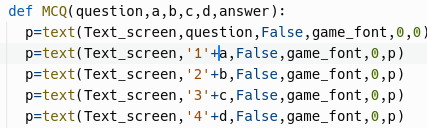 def MCQ(question,a,b,c,d,answer):
p=text(Text_screen,question,False,game_font,0,0)
p=text(Text_screen,'1'+a,False,game_font,0,p)
p=text(Text_screen,'2'+b,False,game_font,0,p)
p=text(Text_screen,'3'+c,False,game_font,0,p)
p=text(Text_screen,'4'+d,False,game_font,0,p)